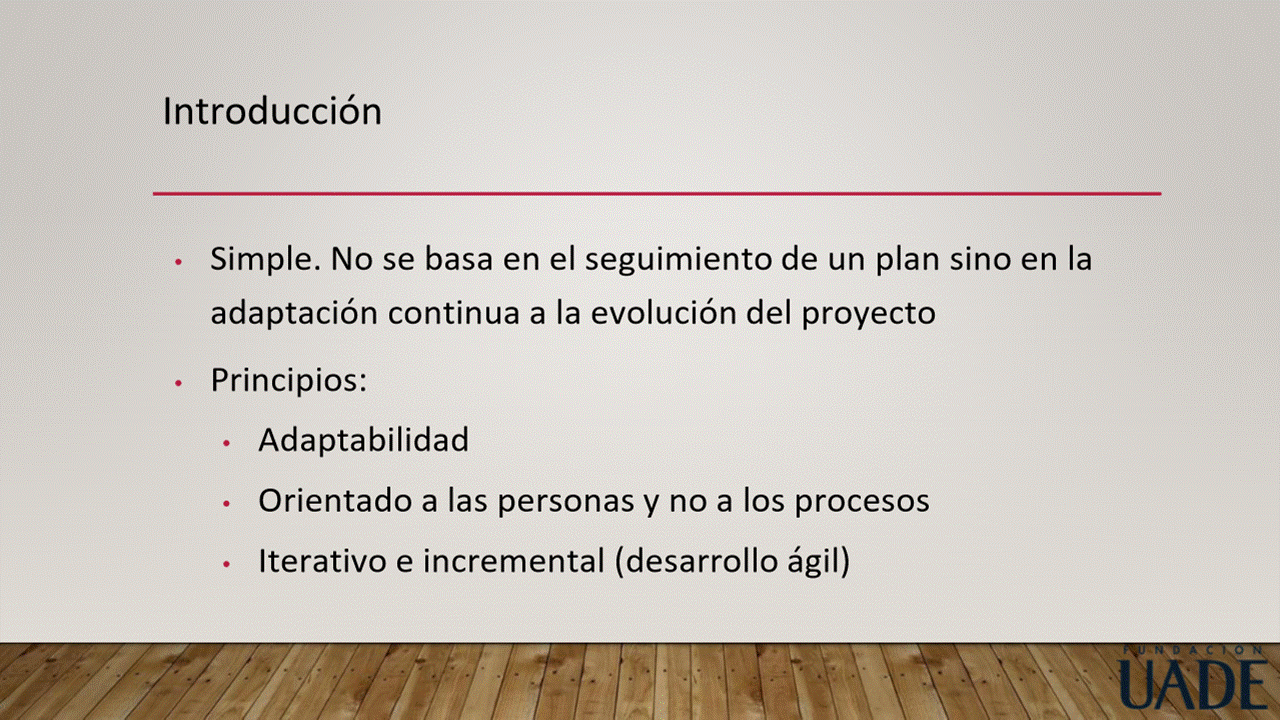 Introducción
• Simple. No se basa en el seguimiento de un plan sino en la
adaptación continua a la evolución del proyecto
• Principios:
• Adaptabilidad
• Orientado a las personas y no a los procesos
• Iterativo e incremental (desarrollo ágil)
FUNDACIÓN
UADE